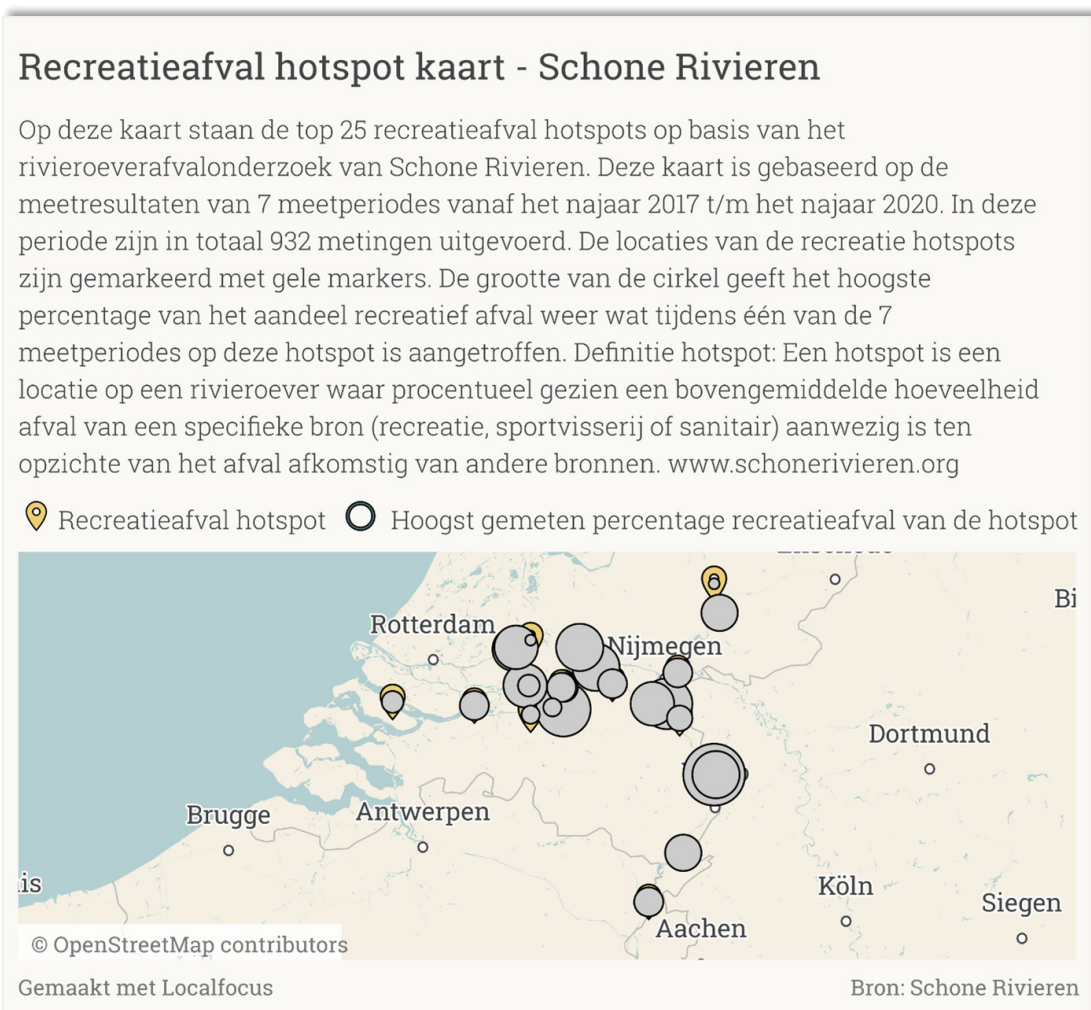 Recreatieafval hotspot kaart - Schone Rivieren
Op deze kaart staan de top 25 recreatieafval hotspots op basis van het
rivieroeverafvalonderzoek van Schone Rivieren. Deze kaart is gebaseerd op de
meetresultaten van 7 meetperiodes vanaf het najaar 2017 t/m het najaar 2020. In deze
periode zijn in totaal 932 metingen uitgevoerd. De locaties van de recreatie hotspots
zijn gemarkeerd met gele markers. De grootte van de cirkel geeft het hoogste
percentage van het aandeel recreatief afval weer wat tijdens één van de 7
meetperiodes op deze hotspot is aangetroffen. Definitie hotspot: Een hotspot is een
locatie op een rivieroever waar procentueel gezien een bovengemiddelde hoeveelheid
afval van een specifieke bron (recreatie, sportvisserij of sanitair) aanwezig is ten
opzichte van het afval afkomstig van andere bronnen. www.schonerivieren.org
Recreatieafval hotspot Hoogst gemeten percentage recreatieafval van de hotspot
Bi
Rotterdam
Nijmegen
Dortmund
Brugge
Antwerpen
is
Köln
Siegen
Aachen
© OpenStreetMap contributors
Gemaakt met Localfocus
Bron: Schone Rivieren